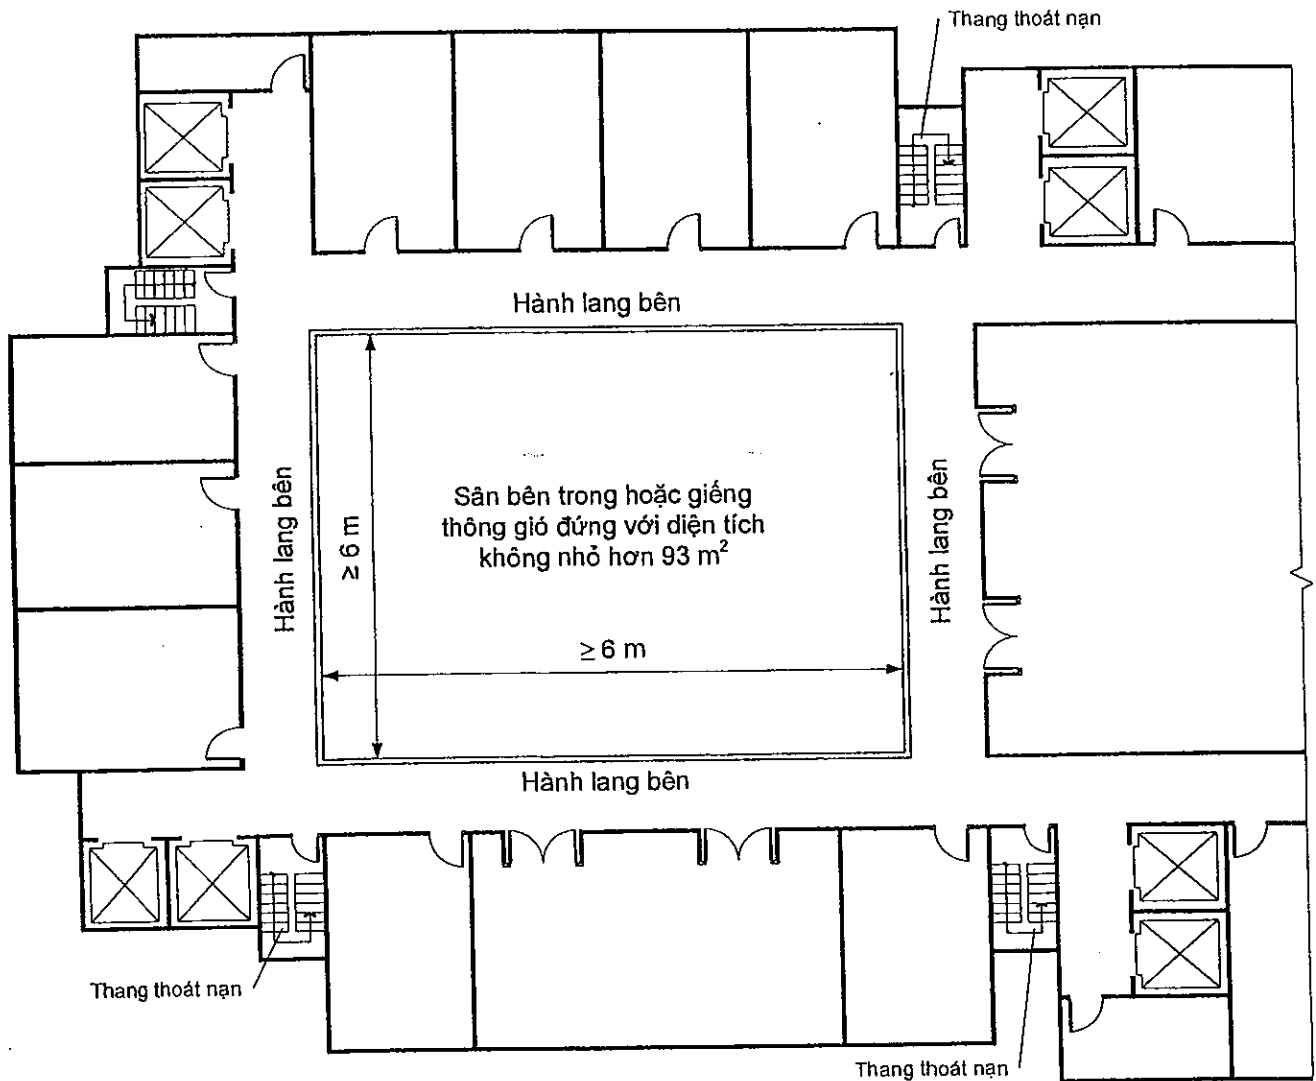 Thang thoát nạn
Hành lang bên
Hành lang bên
≥ 6 m
Sân bên trong hoặc giếng
thông gió đứng với diện tích
không nhỏ hơn 93 m²
Hành lang bên
≥ 6 m
Hành lang bên
Thang thoát nạn
Thang thoát nạn